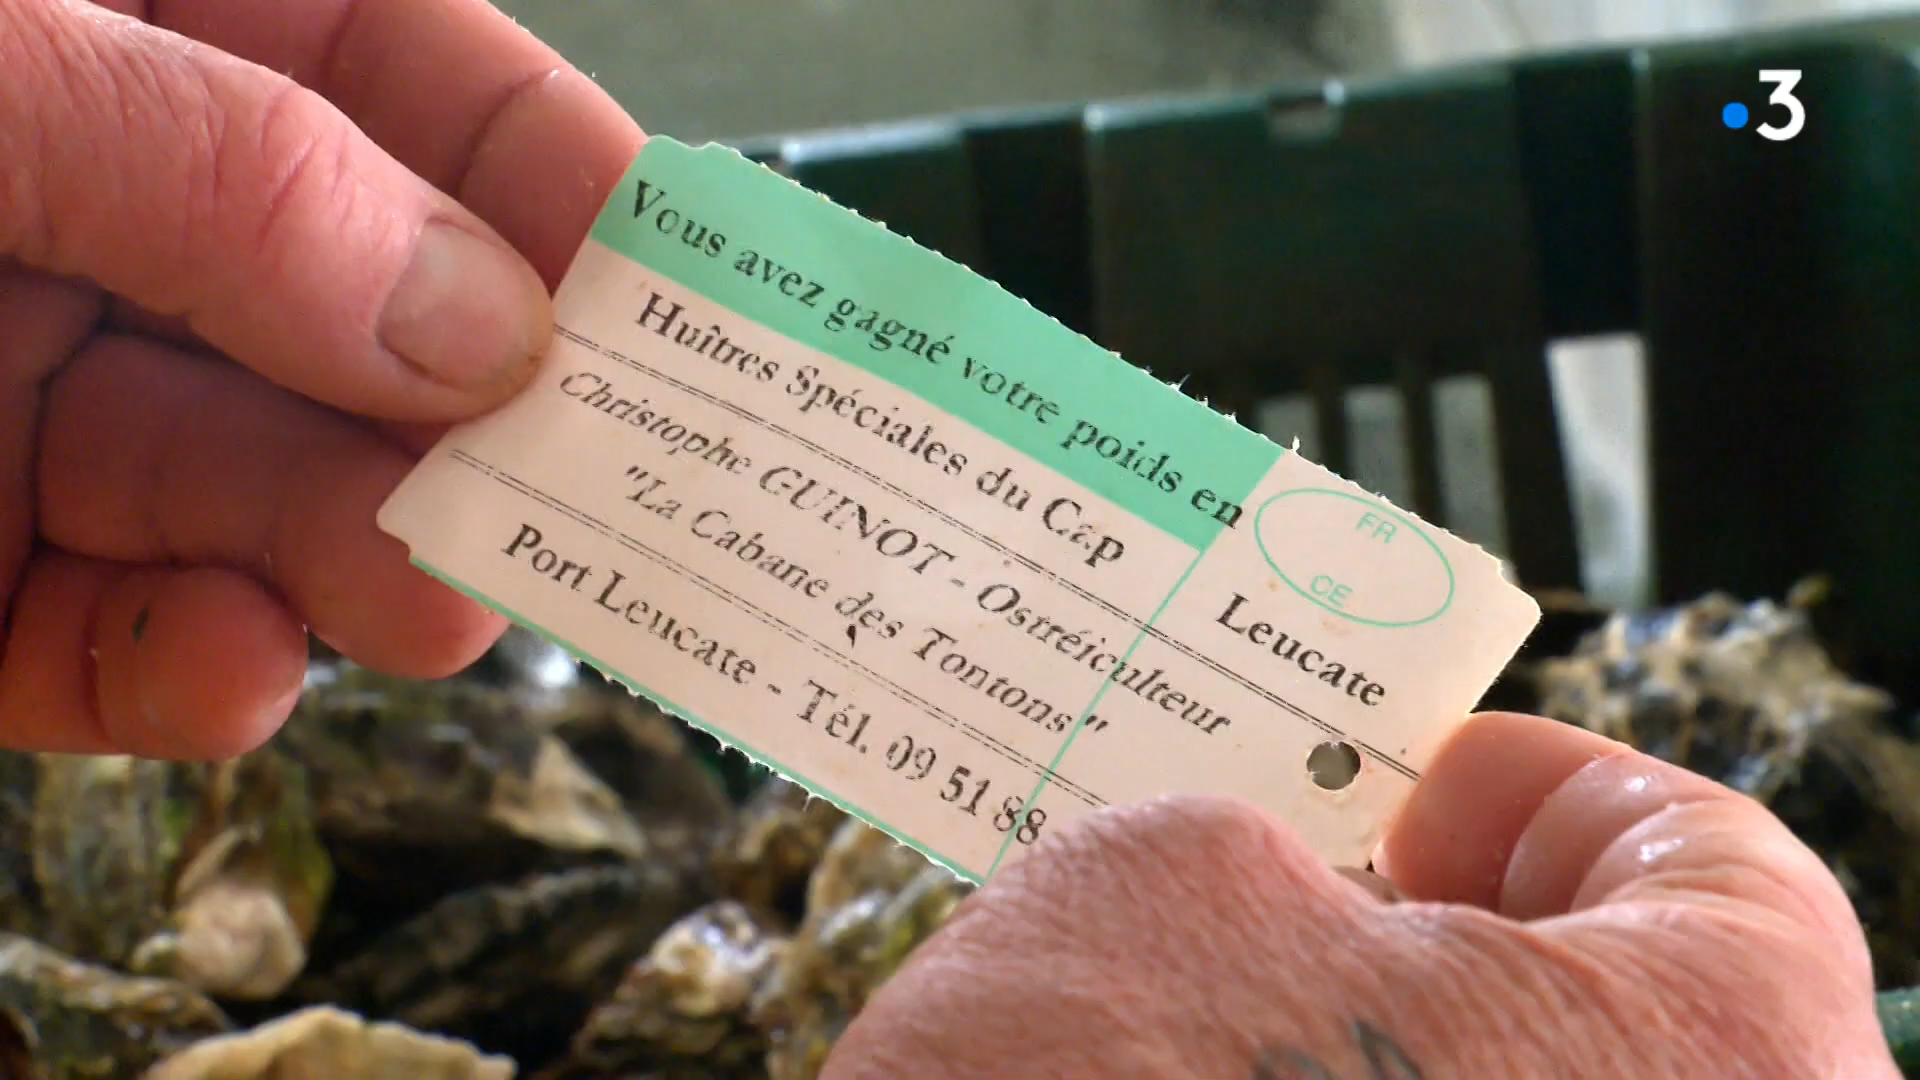 3
Vous avez gagné votre poids en
Huîtres Spéciales du Cap
Christophe GUINOT - Ostréiculteur
"La Cabane des Tontons"
Port Leucate - Tél. 09 51 88
FR
CE
Leucate